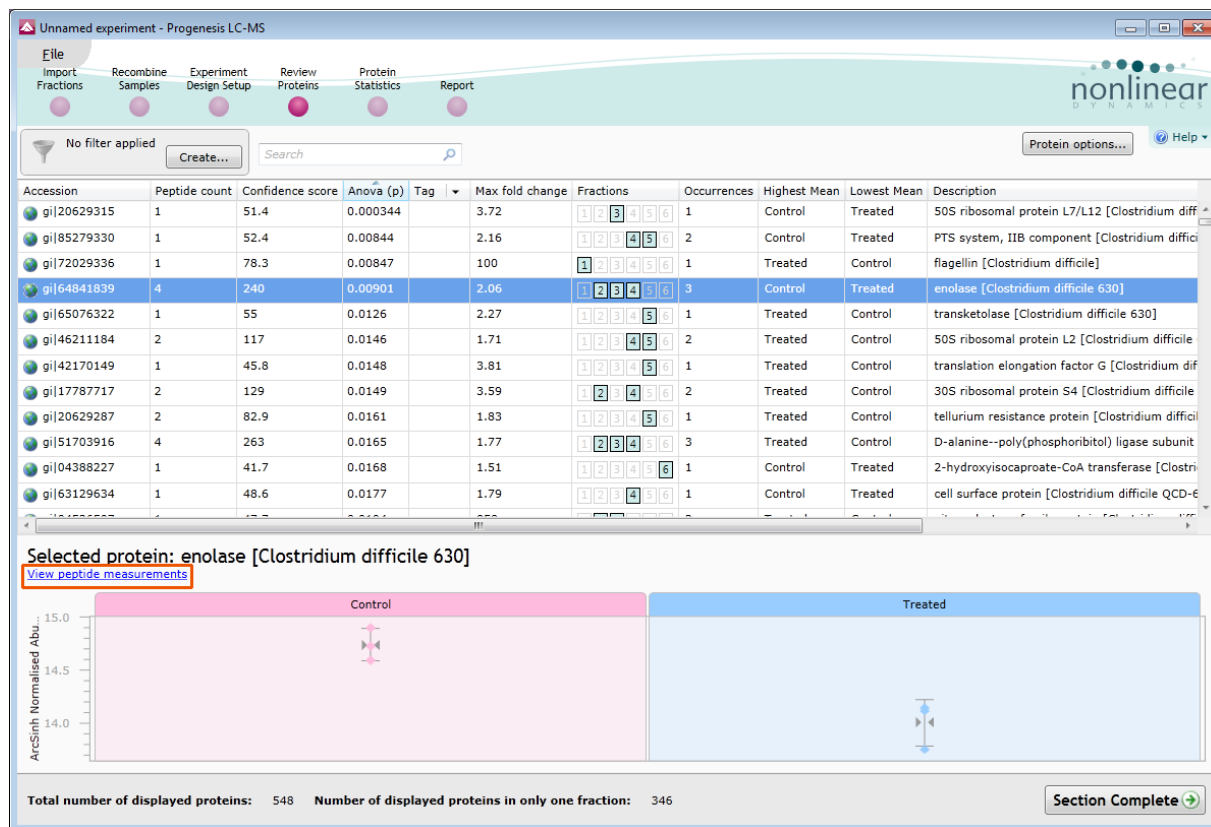 Unnamed experiment - Progenesis LC-MS
File
Import Fractions Recombine Samples Experiment Design Setup Review Proteins Protein Statistics Report
nonlinear
DYNAMICS
No filter applied Create... Search Protein options... Help
Accession Peptide count Confidence score Anova (p) Tag Max fold change Fractions Occurrences Highest Mean Lowest Mean Description
gi|20629315 1 51.4 0.000344 3.72 1 2 3 4 5 6 1 Control Treated 50S ribosomal protein L7/L12 [Clostridium diff
gi|85279330 1 52.4 0.00844 2.16 1 2 3 4 5 6 2 Control Treated PTS system, IIB component [Clostridium diffici
gi|72029336 1 78.3 0.00847 100 1 2 3 4 5 6 1 Treated Control flagellin [Clostridium difficile]
gi|64841839 4 240 0.00901 2.06 1 2 3 4 5 6 3 Control Treated enolase [Clostridium difficile 630]
gi|65076322 1 55 0.0126 2.27 1 2 3 4 5 6 1 Treated Control transketolase [Clostridium difficile 630]
gi|46211184 2 117 0.0146 1.71 1 2 3 4 5 6 2 Treated Control 50S ribosomal protein L2 [Clostridium difficile
gi|42170149 1 45.8 0.0148 3.81 1 2 3 4 5 6 1 Treated Control translation elongation factor G [Clostridium dif
gi|17787717 2 129 0.0149 3.59 1 2 3 4 5 6 2 Treated Control 30S ribosomal protein S4 [Clostridium difficile
gi|20629287 2 82.9 0.0161 1.83 1 2 3 4 5 6 1 Treated Control tellurium resistance protein [Clostridium difficil
gi|51703916 4 263 0.0165 1.77 1 2 3 4 5 6 3 Treated Control D-alanine--poly(phosphoribitol) ligase subunit
gi|04388227 1 41.7 0.0168 1.51 1 2 3 4 5 6 1 Control Treated 2-hydroxyisocaproate-CoA transferase [Clostri
gi|63129634 1 48.6 0.0177 1.79 1 2 3 4 5 6 1 Control Treated cell surface protein [Clostridium difficile QCD-6
Selected protein: enolase [Clostridium difficile 630]
View peptide measurements
Control Treated
ArcSinh Normalised Abu...
15.0
14.5
14.0
Total number of displayed proteins: 548 Number of displayed proteins in only one fraction: 346 Section Complete